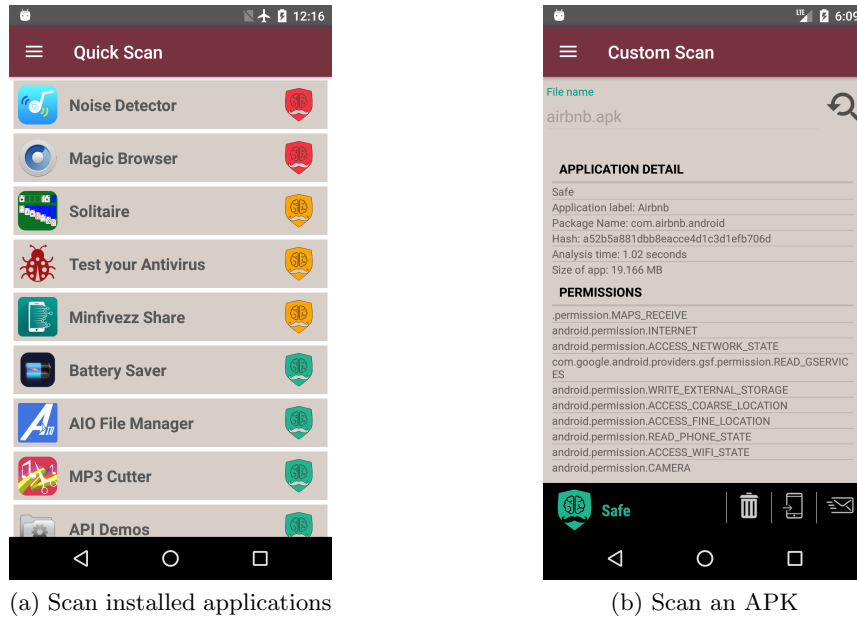 12:16
Quick Scan
Noise Detector
Magic Browser
Solitaire
Test your Antivirus
Minfivezz Share
Battery Saver
AIO File Manager
MP3 Cutter
API Demos
(a) Scan installed applications
LTE 6:09
Custom Scan
File name
airbnb.apk
APPLICATION DETAIL
Safe
Application label: Airbnb
Package Name: com.airbnb.android
Hash: a52b5a881dbb8eacce4d1c3d1efb706d
Analysis time: 1.02 seconds
Size of app: 19.166 MB
PERMISSIONS
.permission.MAPS_RECEIVE
android.permission.INTERNET
android.permission.ACCESS_NETWORK_STATE
com.google.android.providers.gsf.permission.READ_GSERVIC
ES
android.permission.WRITE_EXTERNAL_STORAGE
android.permission.ACCESS_COARSE_LOCATION
android.permission.ACCESS_FINE_LOCATION
android.permission.READ_PHONE_STATE
android.permission.ACCESS_WIFI_STATE
android.permission.CAMERA
Safe
(b) Scan an APK